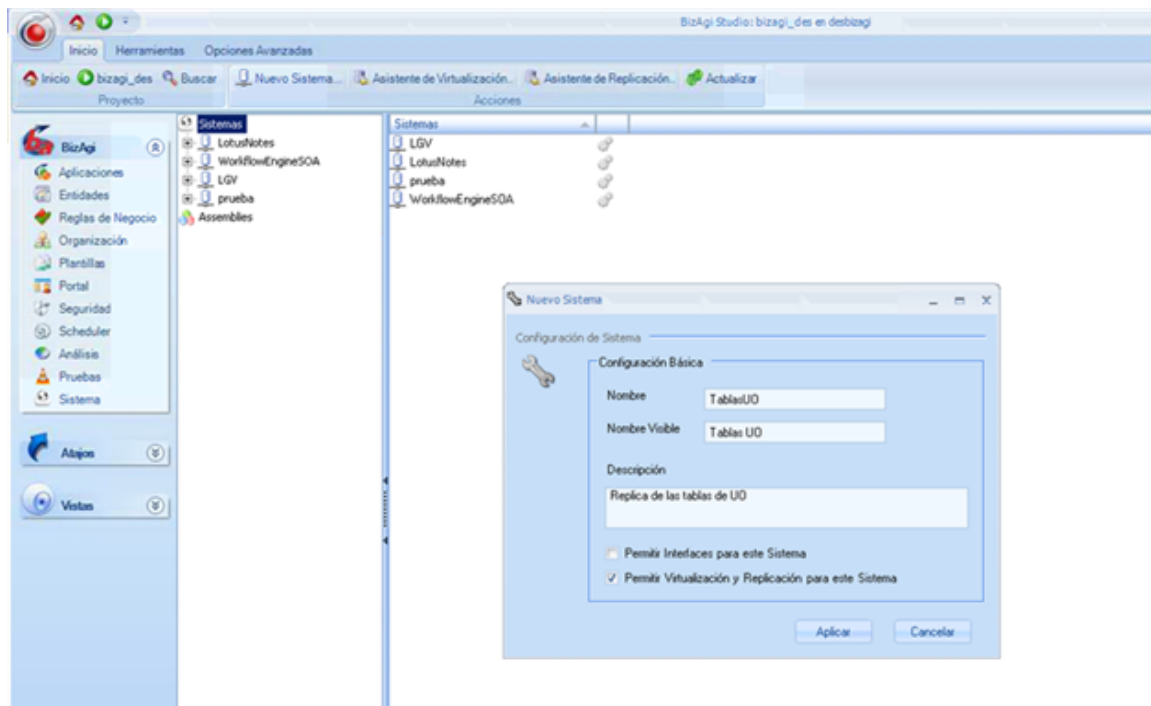 BizAgi Studio: bizagi_des en desbizagi
Inicio Herramientas Opciones Avanzadas
Inicio bizagi_des Buscar Nuevo Sistema... Asistente de Virtualización.. Asistente de Replicación.. Actualizar
Proyecto Acciones
BizAgi
Aplicaciones
Entidades
Reglas de Negocio
Organización
Plantillas
Portal
Seguridad
Scheduler
Análisis
Pruebas
Sistema
Atajos
Vistas
Sistemas
LotusNotes
WorkflowEngineSOA
LGV
prueba
Assemblies
Sistemas
LGV
LotusNotes
prueba
WorkflowEngineSOA
Nuevo Sistema
Configuración de Sistema
Configuración Básica
Nombre TablasUO
Nombre Visible Tablas UO
Descripción
Replica de las tablas de UO
Permitir Interfaces para este Sistema
Permitir Virtualización y Replicación para este Sistema
Aplicar Cancelar